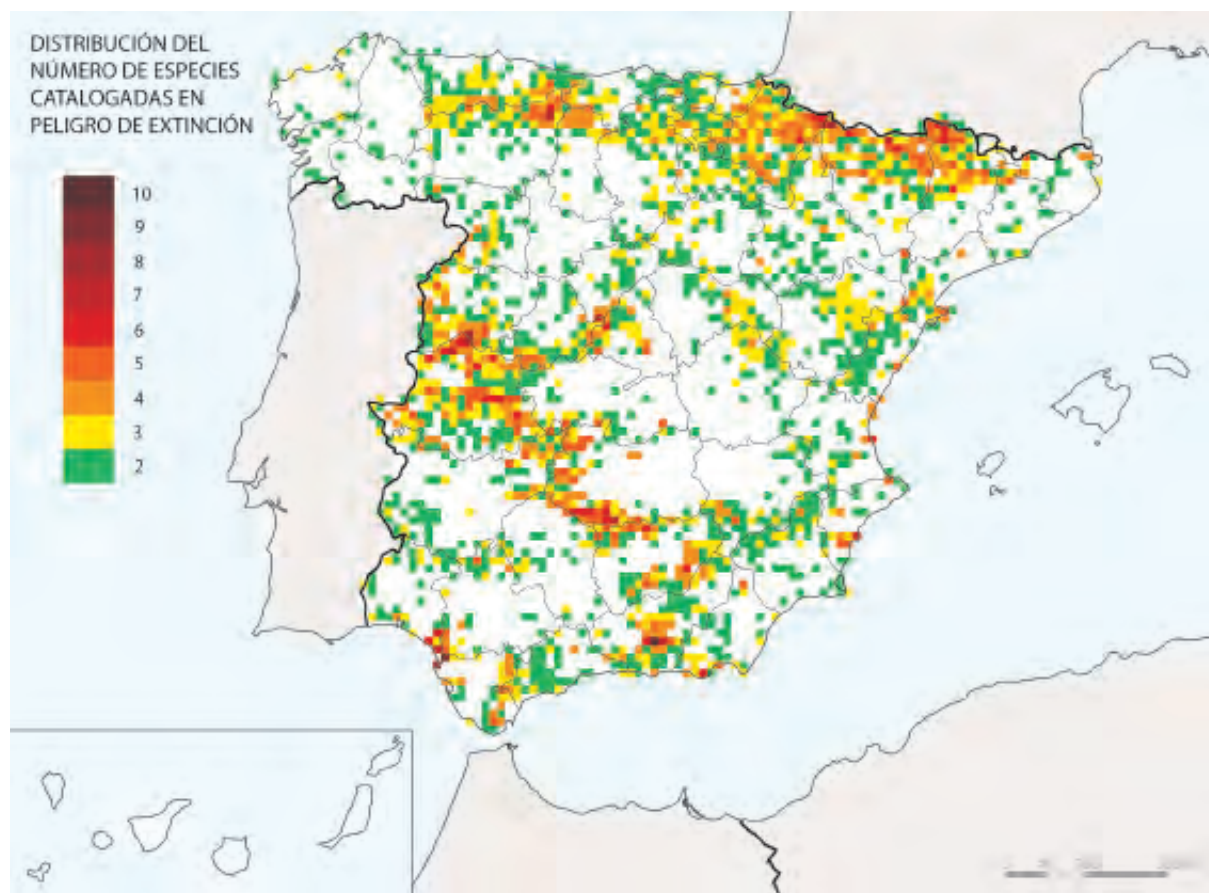 DISTRIBUCIÓN DEL
NÚMERO DE ESPECIES
CATALOGADAS EN
PELIGRO DE EXTINCIÓN
10
9
8
7
6
5
4
3
2